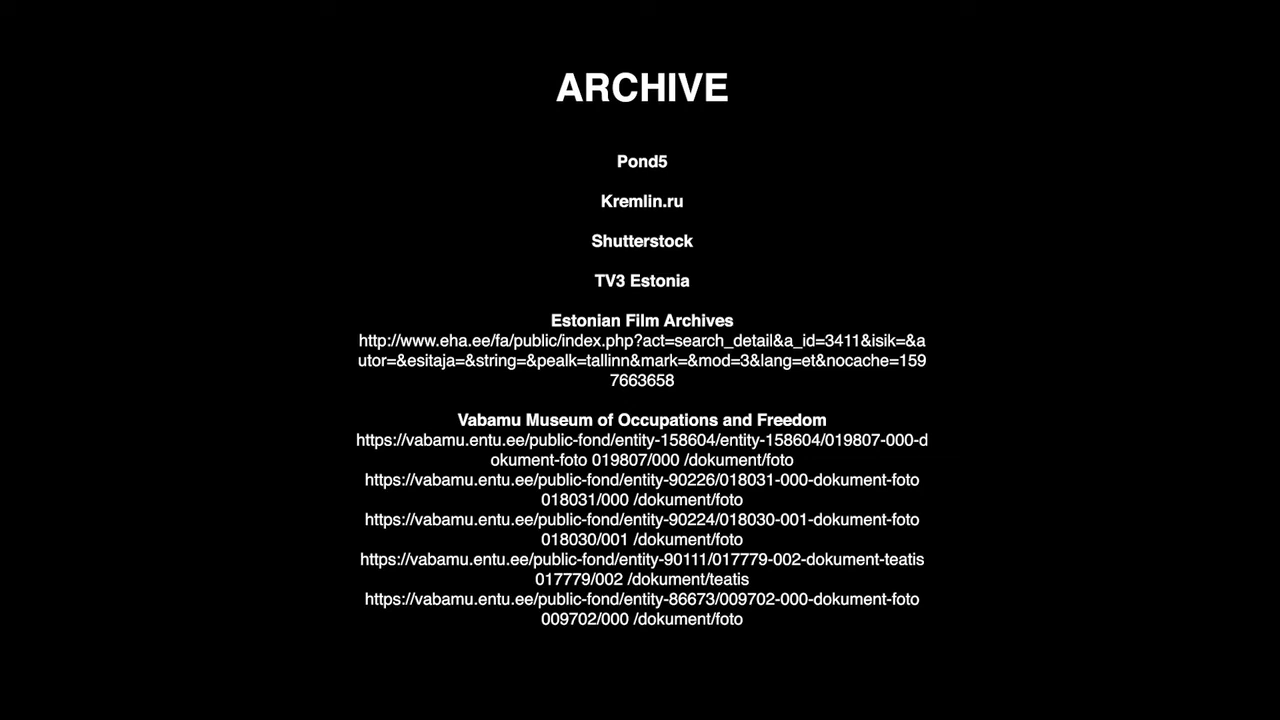 ARCHIVE
Pond5
Kremlin.ru
Shutterstock
TV3 Estonia
Estonian Film Archives
http://www.eha.ee/fa/public/index.php?act=search_detail&a_id=3411&isik=&a
utor=&esitaja=&string=&pealk=tallinn&mark=&mod=3&lang=et&nocache=159
7663658
Vabamu Museum of Occupations and Freedom
https://vabamu.entu.ee/public-fond/entity-158604/entity-158604/019807-000-d
okument-foto 019807/000 /dokument/foto
https://vabamu.entu.ee/public-fond/entity-90226/018031-000-dokument-foto
018031/000 /dokument/foto
https://vabamu.entu.ee/public-fond/entity-90224/018030-001-dokument-foto
018030/001 /dokument/foto
https://vabamu.entu.ee/public-fond/entity-90111/017779-002-dokument-teatis
017779/002 /dokument/teatis
https://vabamu.entu.ee/public-fond/entity-86673/009702-000-dokument-foto
009702/000 /dokument/foto